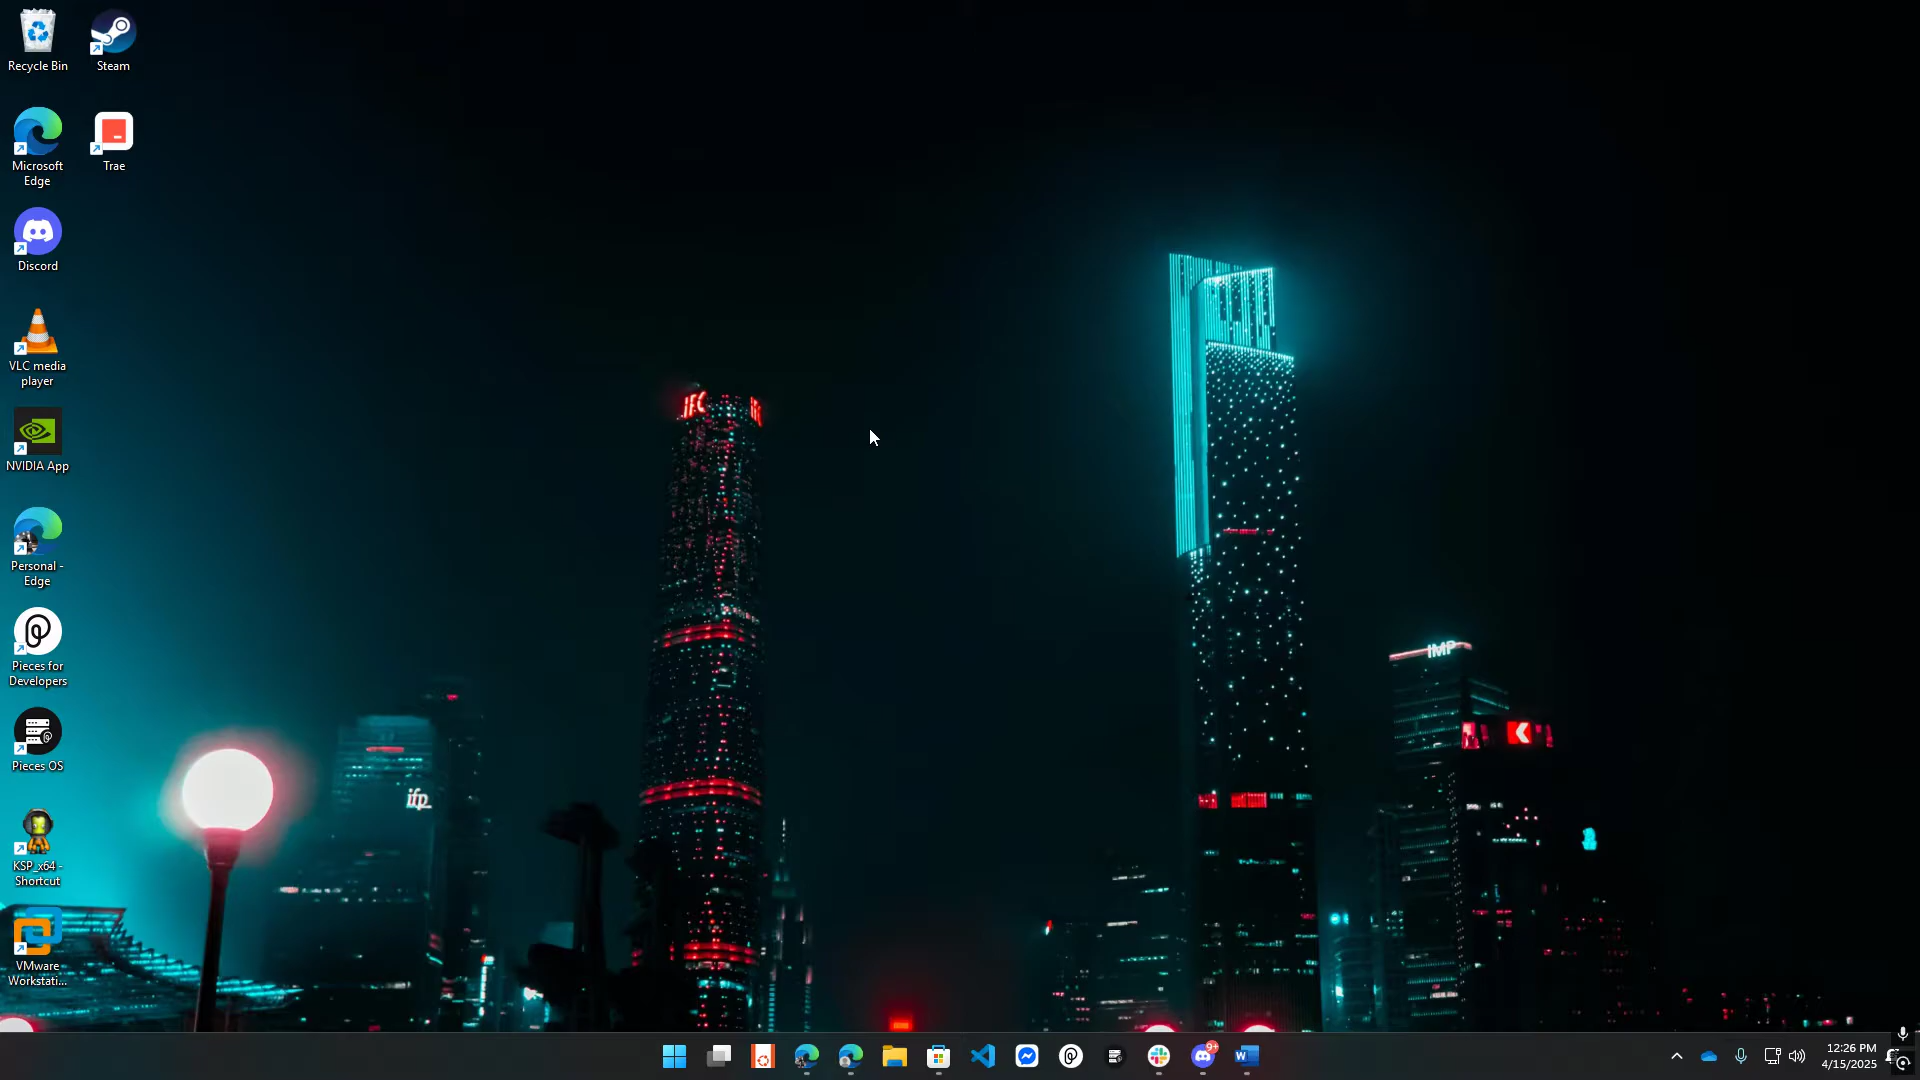 Recycle Bin
Steam
Microsoft
Edge
Trae
Discord
VLC media
player
NVIDIA App
IFC
Personal -
Edge
IMP
Pieces for
Developers
Pieces OS
ifp
KSP_x64 -
Shortcut
VMware
Workstati...
9+
W
12:26 PM
4/15/2025